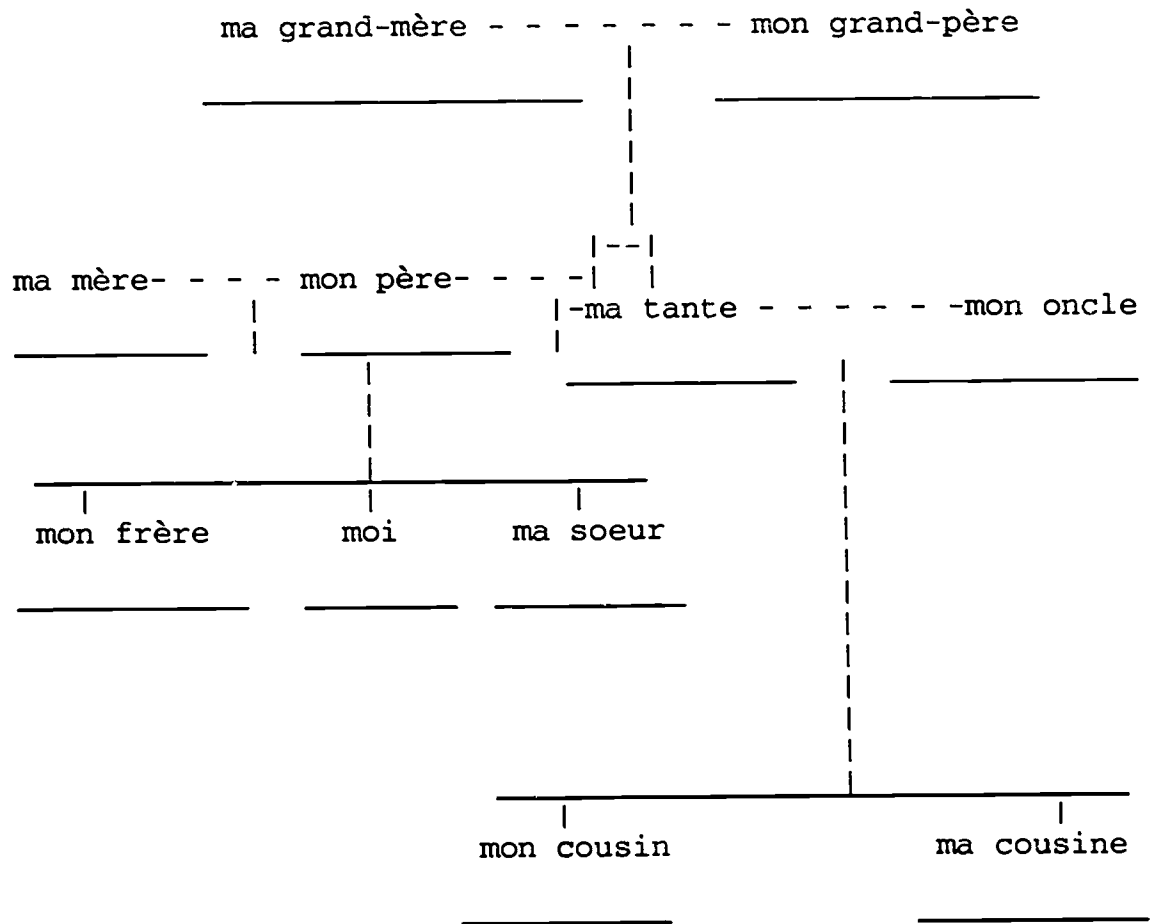 ma grand-mère - - - - - - - mon grand-père
ma mère- - - - mon père- - - - -
-ma tante - - - - - -mon oncle
mon frère moi ma soeur
mon cousin ma cousine